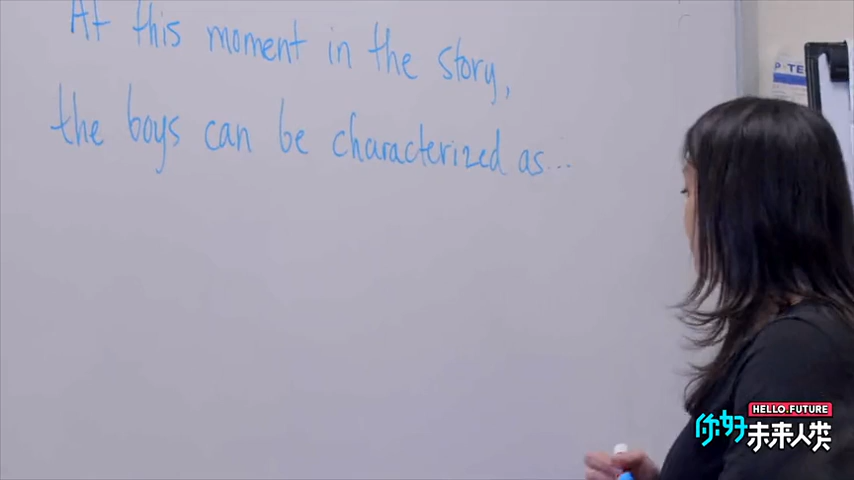 At this moment in the story,
the boys can be characterized as...
HELLO.FUTURE
你好未来人类